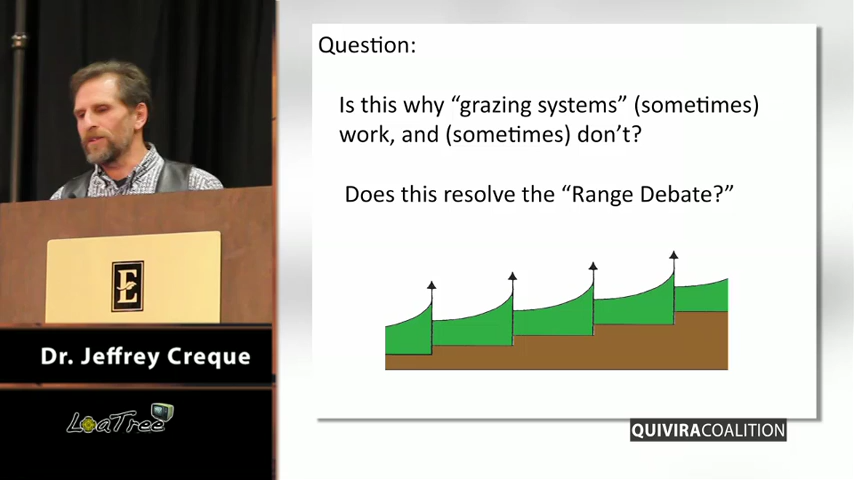 Question:
Is this why “grazing systems” (sometimes)
work, and (sometimes) don’t?
Does this resolve the “Range Debate?”
E
Dr. Jeffrey Creque
LoaTree
QUIVIRACOALITION